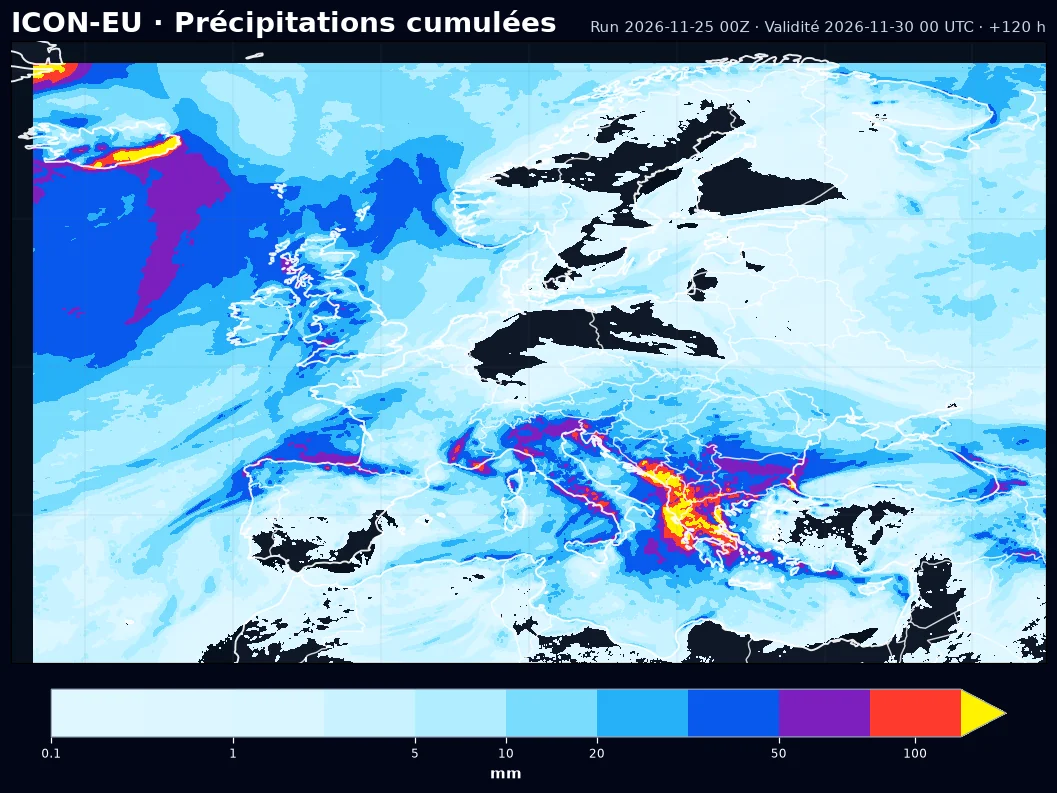 ICON-EU · Précipitations cumulées
Run 2026-11-25 00Z · Validité 2026-11-30 00 UTC · +120 h
0.1 1 5 10 20 50 100
mm